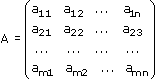 a11 a12 ... a1n
a21 a22 ... a23
A = ... ... ... ...
am1 am2 ... amn